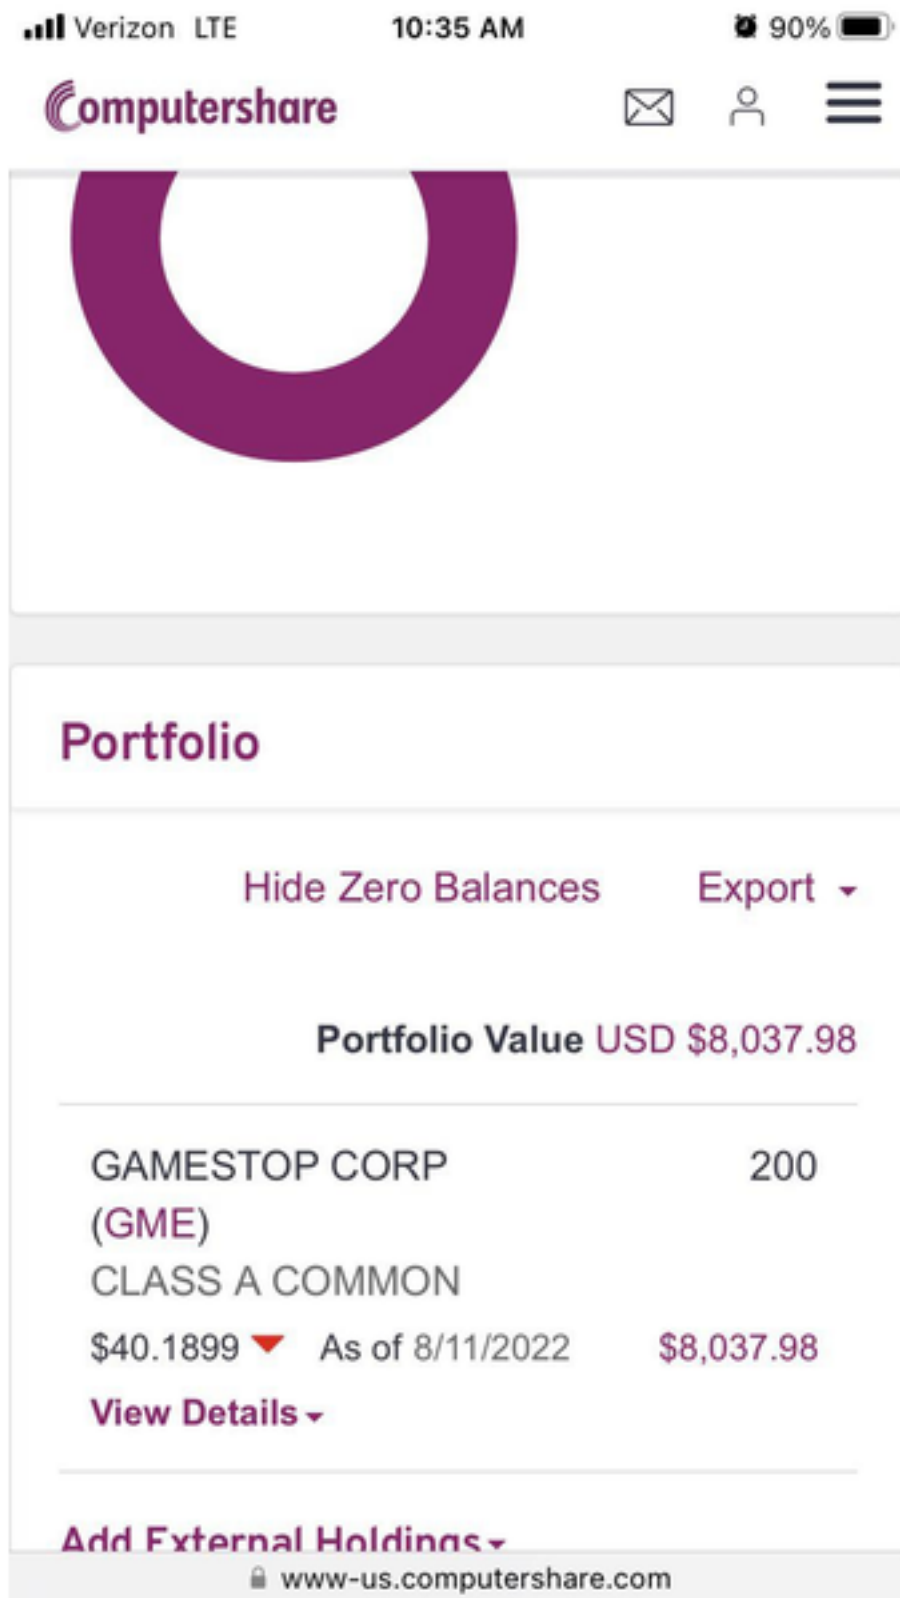 Verizon LTE 10:35 AM 90%
Computershare
Portfolio
Hide Zero Balances Export
Portfolio Value USD $8,037.98
GAMESTOP CORP 200
(GME)
CLASS A COMMON
$40.1899 As of 8/11/2022 $8,037.98
View Details
Add External Holdings
www-us.computershare.com